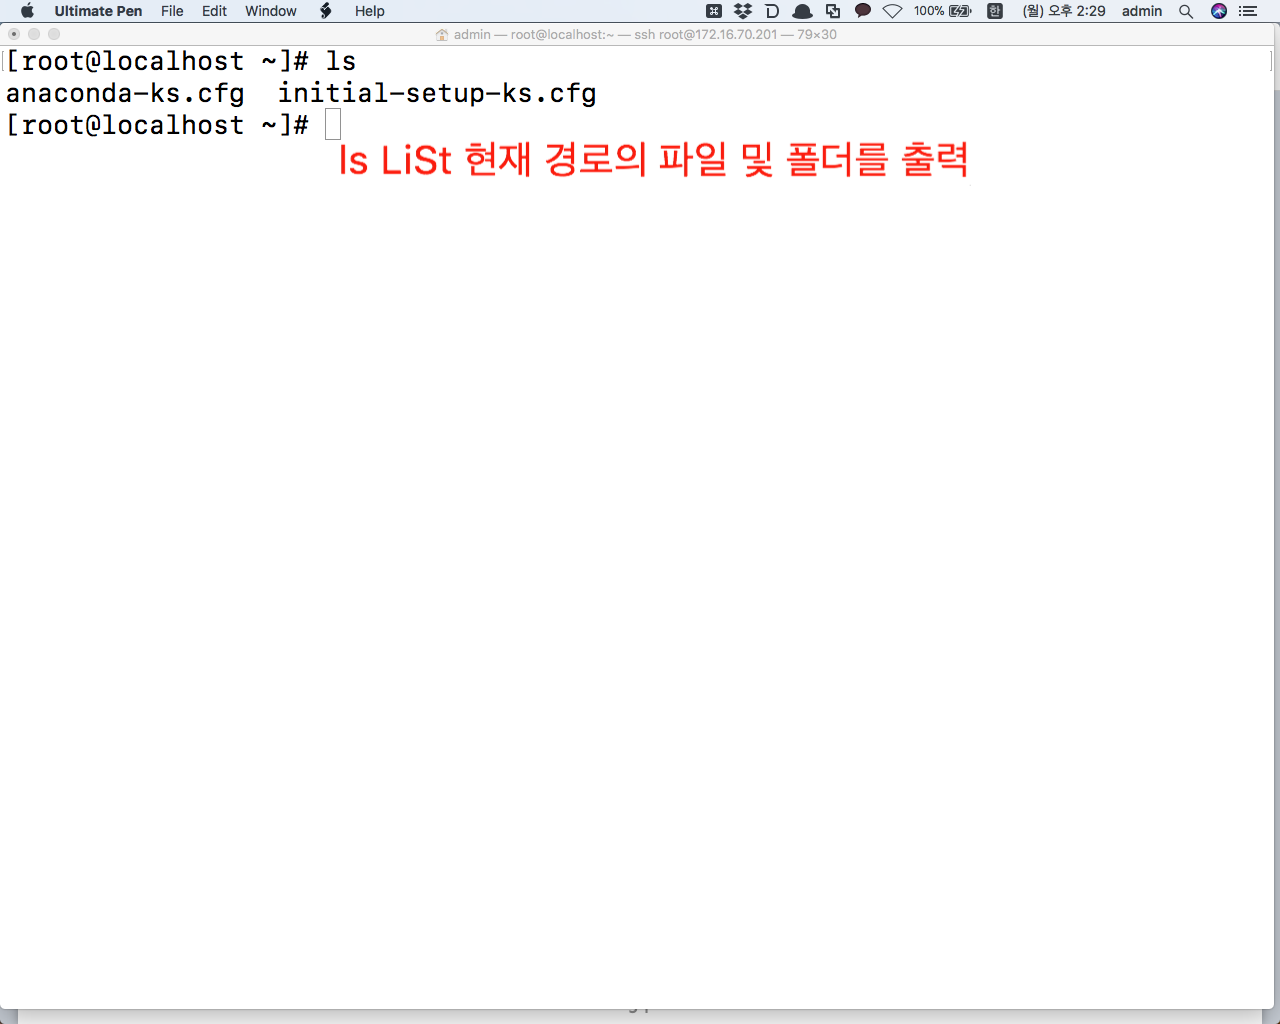 Ultimate Pen File Edit Window Help 100% 한 (월) 오후 2:29 admin
admin — root@localhost:~ — ssh root@172.16.70.201 — 79×30
[root@localhost ~]# ls
anaconda-ks.cfg  initial-setup-ks.cfg
[root@localhost ~]#
ls LiSt 현재 경로의 파일 및 폴더를 출력